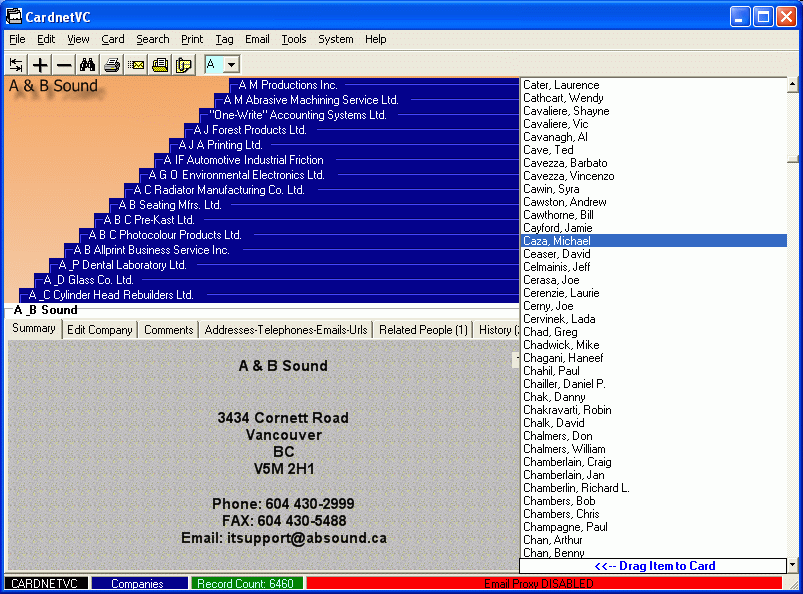 CardnetVC
File Edit View Card Search Print Tag Email Tools System Help
A
A & B Sound
A M Productions Inc.
A M Abrasive Machining Service Ltd.
"One-Write" Accounting Systems Ltd.
A J Forest Products Ltd.
A J A Printing Ltd.
A IF Automotive Industrial Friction
A G O Environmental Electronics Ltd.
A C Radiator Manufacturing Co. Ltd.
A B Seating Mfrs. Ltd.
A B C Pre-Kast Ltd.
A B C Photocolour Products Ltd.
A B Allprint Business Service Inc.
A _P Dental Laboratory Ltd.
A _D Glass Co. Ltd.
A _C Cylinder Head Rebuilders Ltd.
A _B Sound
Summary Edit Company Comments Addresses-Telephones-Emails-Urls Related People (1) History (
A & B Sound
3434 Cornett Road
Vancouver
BC
V5M 2H1
Phone: 604 430-2999
FAX: 604 430-5488
Email: itsupport@absound.ca
Cater, Laurence
Cathcart, Wendy
Cavaliere, Shayne
Cavaliere, Vic
Cavanagh, Al
Cave, Ted
Cavezza, Barbato
Cavezza, Vincenzo
Cawin, Syra
Cawston, Andrew
Cawthorne, Bill
Cayford, Jamie
Caza, Michael
Ceaser, David
Celmainis, Jeff
Cerasa, Joe
Cerenzie, Laurie
Cerny, Joe
Cervinek, Lada
Chad, Greg
Chadwick, Mike
Chagani, Haneef
Chahil, Paul
Chailler, Daniel P.
Chak, Danny
Chakravarti, Robin
Chalk, David
Chalmers, Don
Chalmers, William
Chamberlain, Craig
Chamberlain, Jan
Chamberlin, Richard L.
Chambers, Bob
Chambers, Chris
Champagne, Paul
Chan, Arthur
Chan, Benny
<<-- Drag Item to Card
CARDNETVC Companies Record Count: 6460 Email Proxy DISABLED